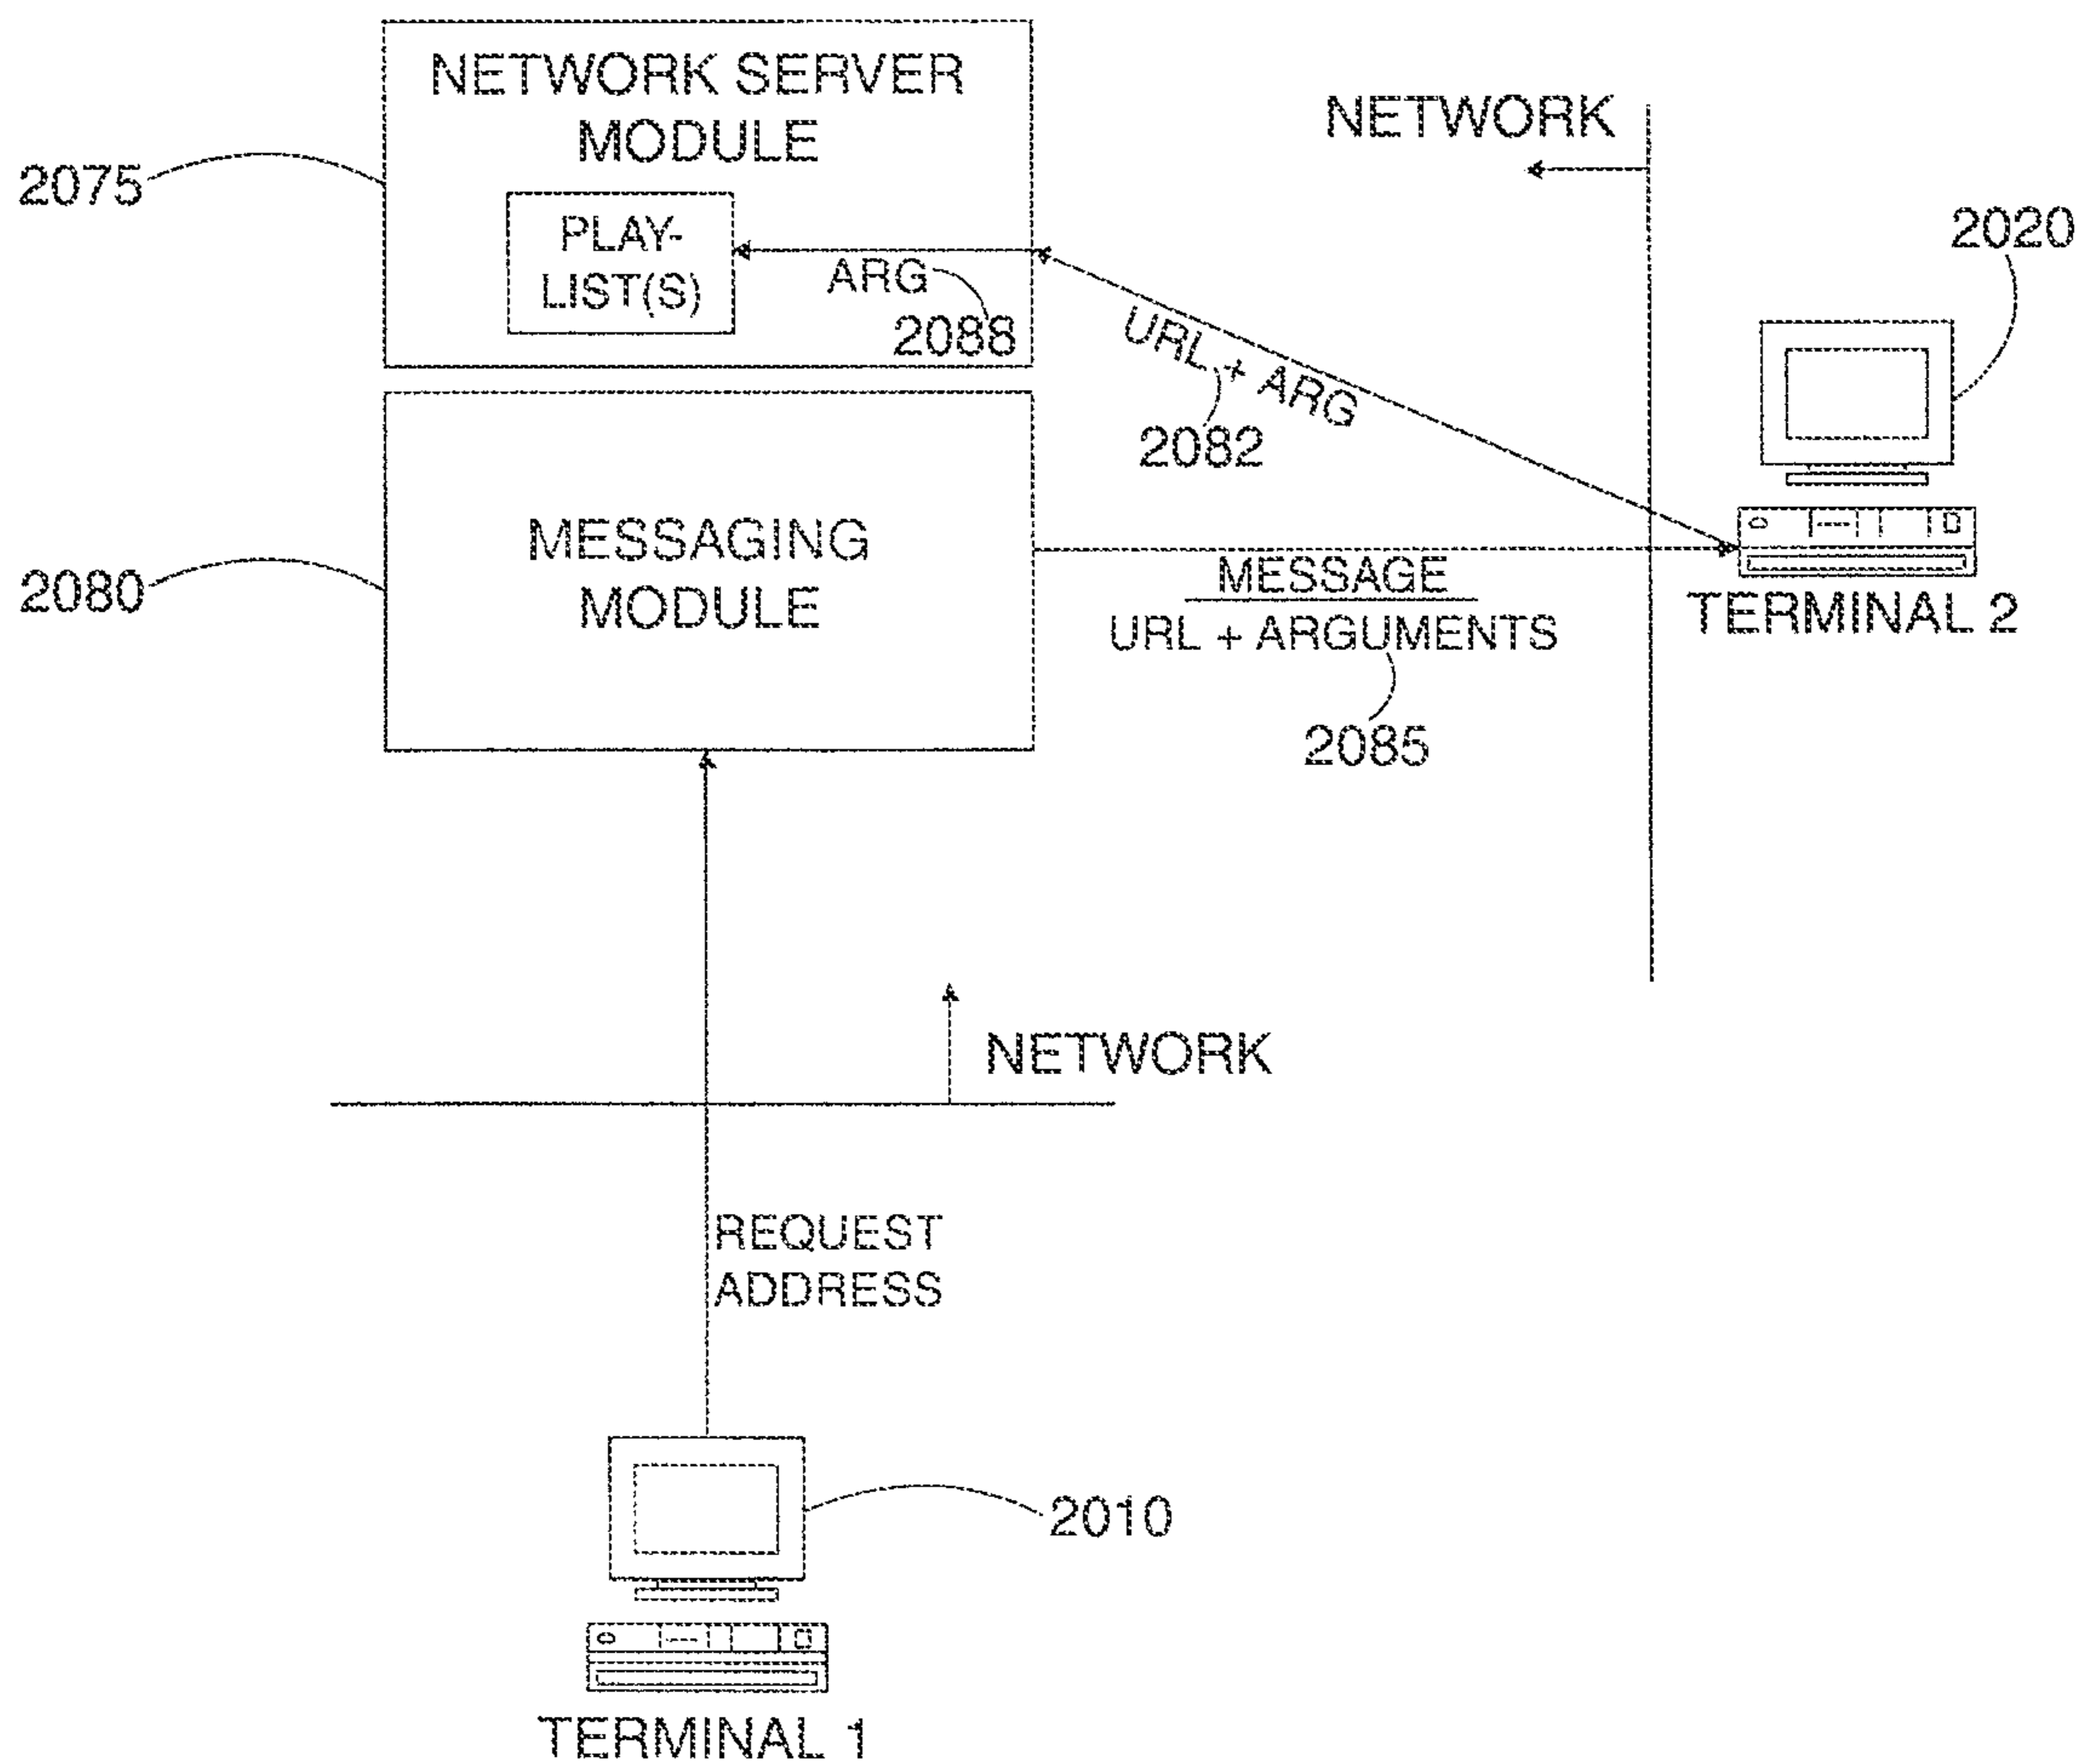 NETWORK SERVER
MODULE
2075
PLAY-
LIST(S)
ARG
2088
NETWORK
2020
URL + ARG
2082
MESSAGING
MODULE
2080
MESSAGE
URL + ARGUMENTS
2085
TERMINAL 2
NETWORK
REQUEST
ADDRESS
2010
TERMINAL 1